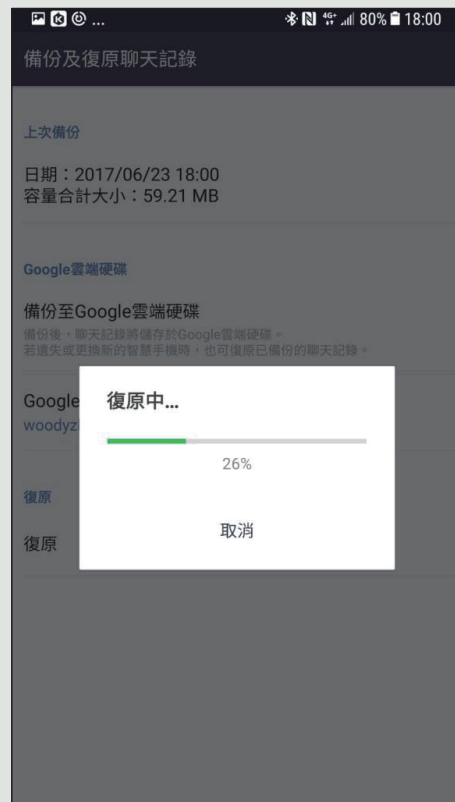 ... 4G+ 80% 18:00
備份及復原聊天記錄
上次備份
日期：2017/06/23 18:00
容量合計大小：59.21 MB
Google雲端硬碟
備份至Google雲端硬碟
備份後，聊天記錄將儲存於Google雲端硬碟。
若遺失或更換新的智慧手機時，也可復原已備份的聊天記錄。
Google
woodyz
復原中...
26%
取消
復原
復原